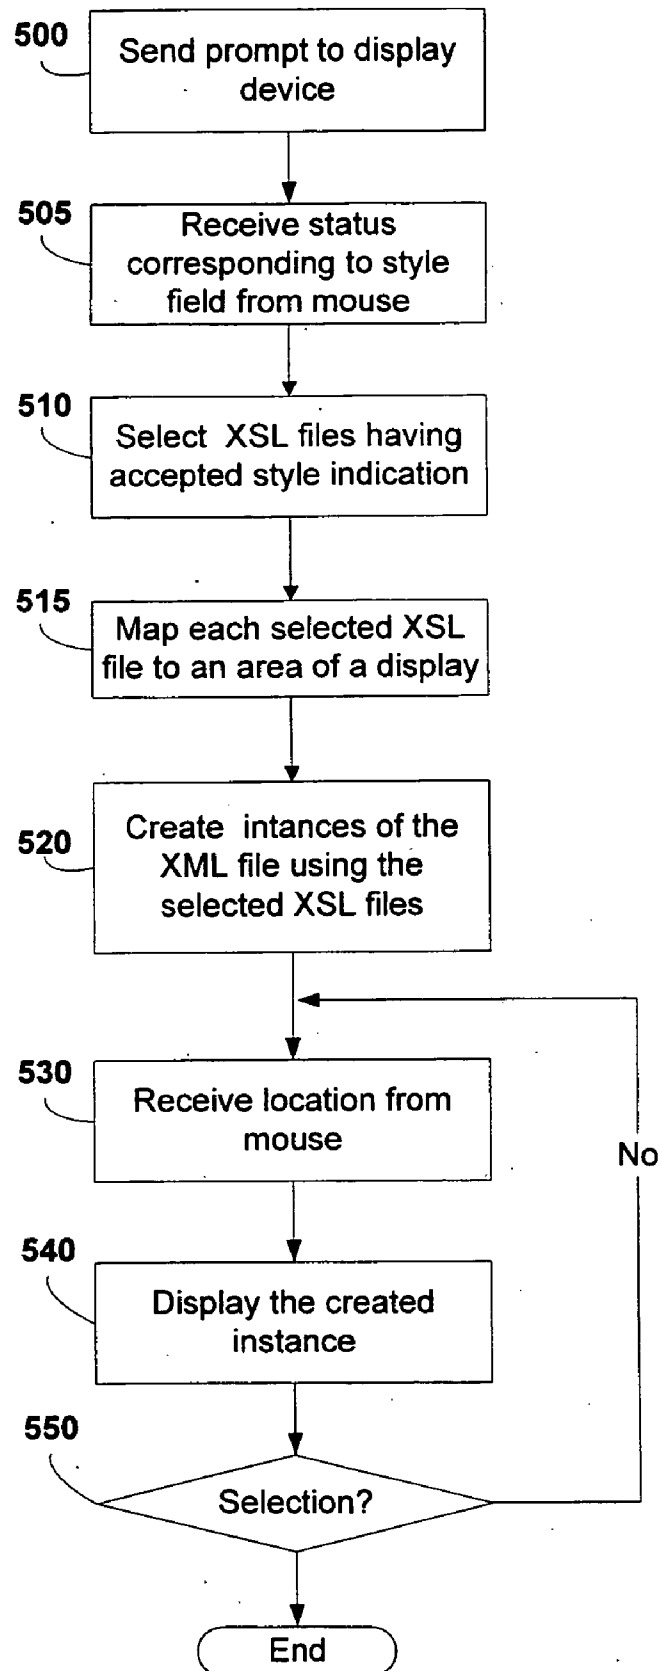 500
Send prompt to display
device
505
Receive status
corresponding to style
field from mouse
510
Select XSL files having
accepted style indication
515
Map each selected XSL
file to an area of a display
520
Create intances of the
XML file using the
selected XSL files
530
Receive location from
mouse
No
540
Display the created
instance
550
Selection?
End